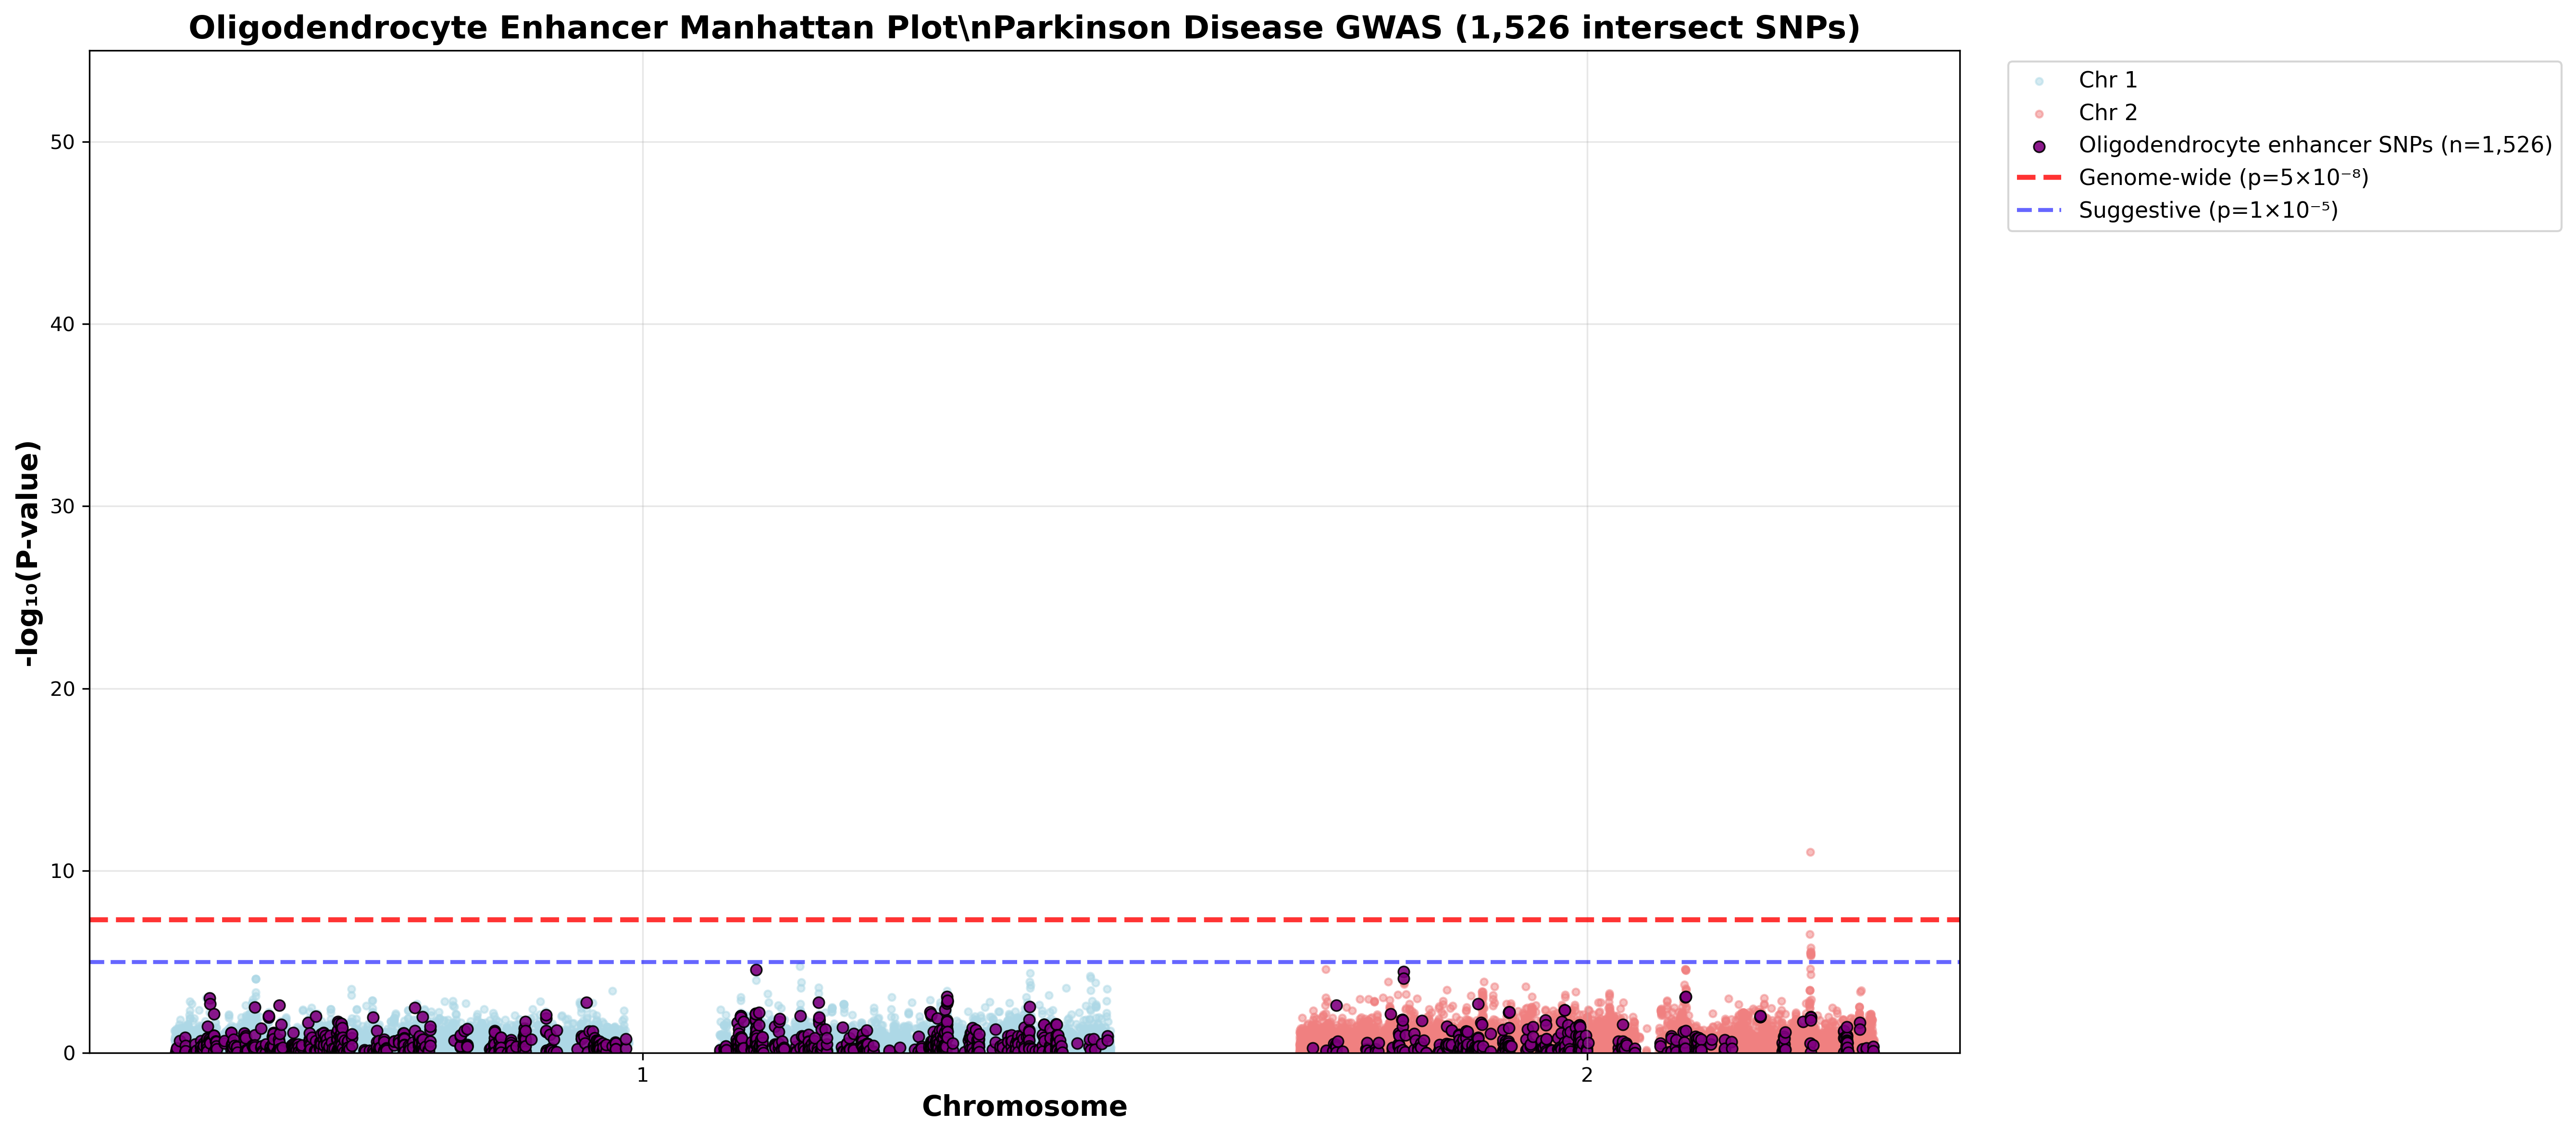 Oligodendrocyte Enhancer Manhattan Plot\nParkinson Disease GWAS (1,526 intersect SNPs)
Chr 1
Chr 2
Oligodendrocyte enhancer SNPs (n=1,526)
Genome-wide (p=5×10⁻⁸)
Suggestive (p=1×10⁻⁵)
-log₁₀(P-value)
50
40
30
20
10
0
1
2
Chromosome